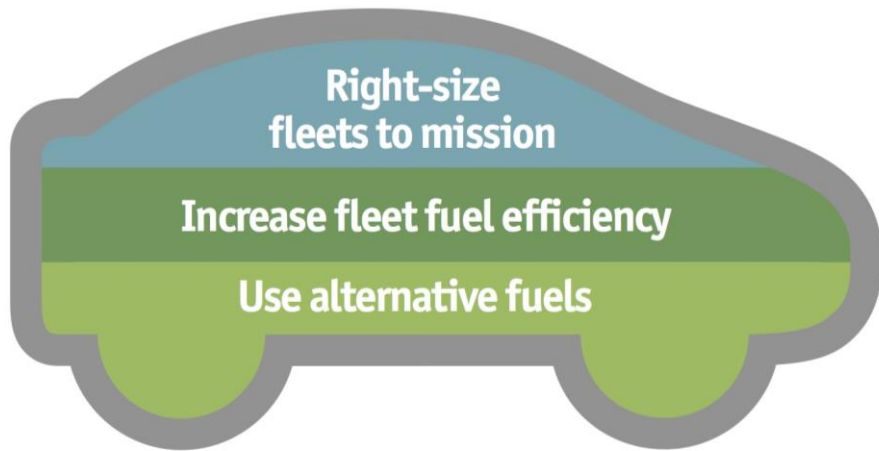 Right-size
fleets to mission
Increase fleet fuel efficiency
Use alternative fuels